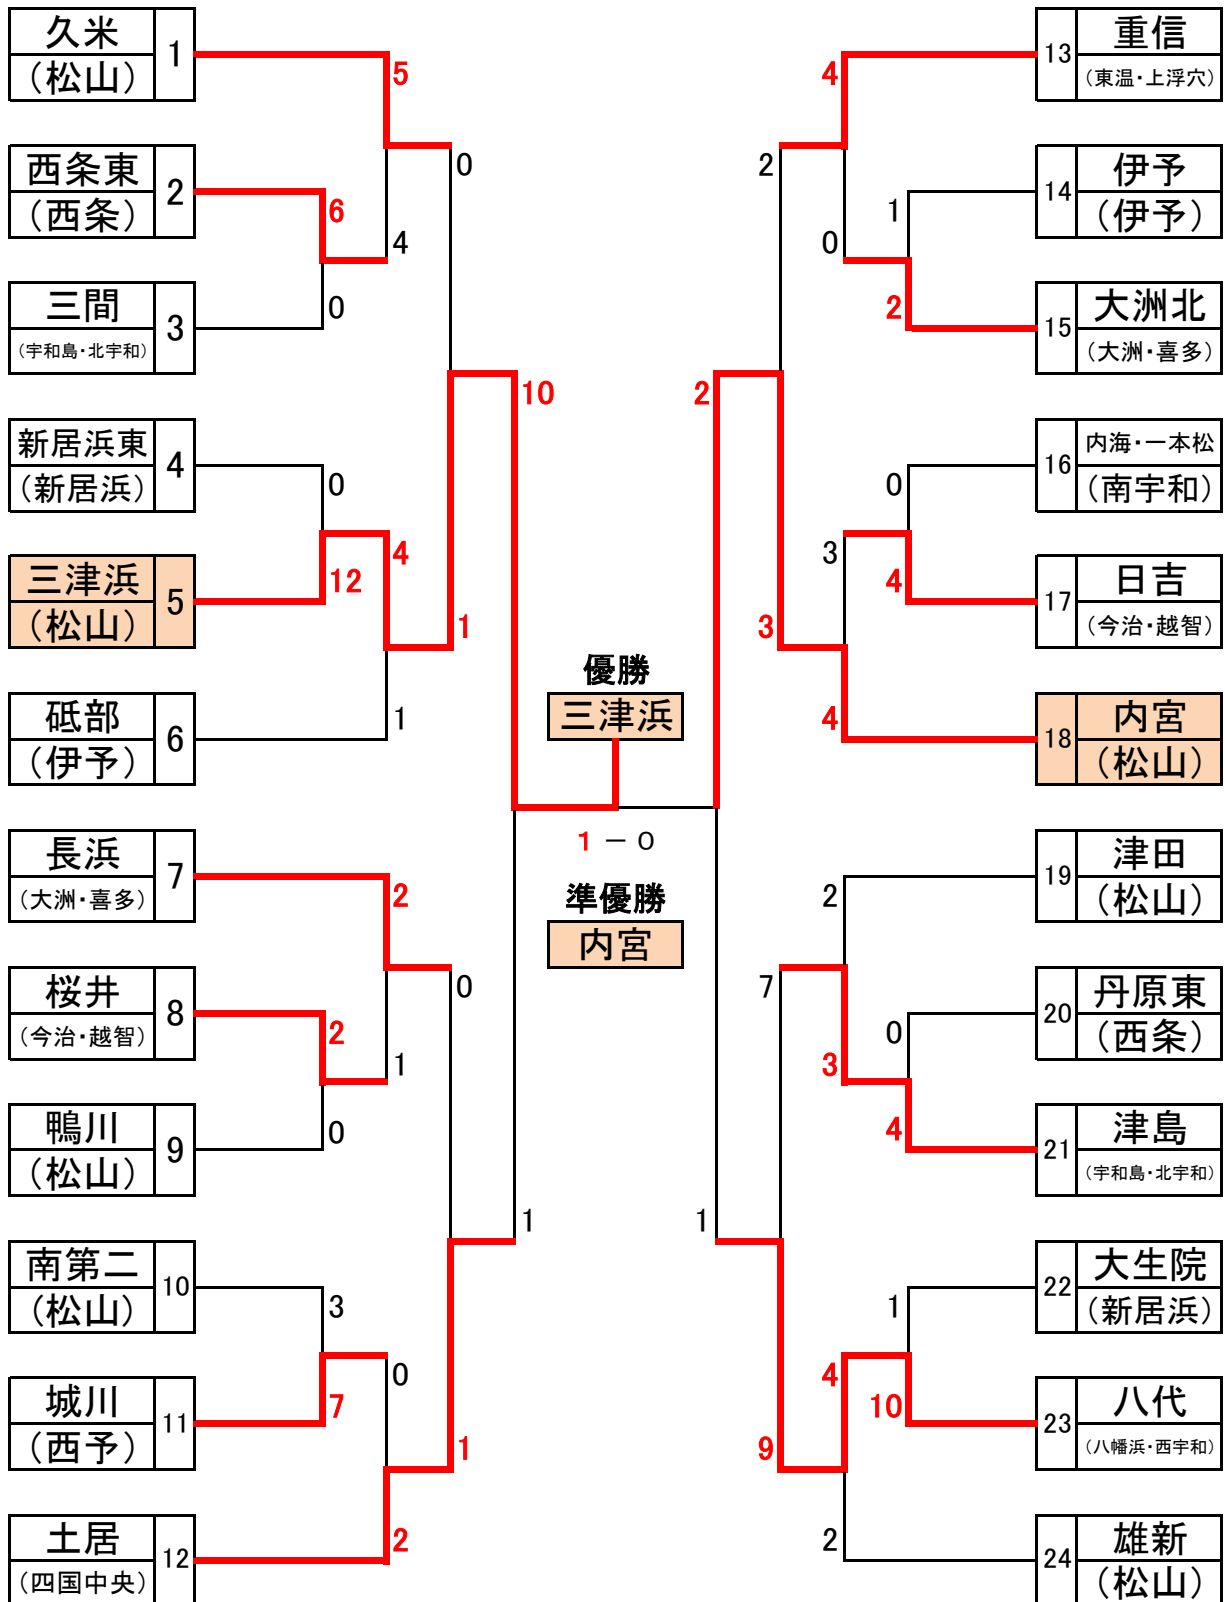 久米
(松山)
1
5
西条東
(西条)
2
6
0
4
三間
(宇和島・北宇和)
3
0
10
新居浜東
(新居浜)
4
0
三津浜
(松山)
5
12
4
1
砥部
(伊予)
6
1
長浜
(大洲・喜多)
7
2
桜井
(今治・越智)
8
2
0
1
鴨川
(松山)
9
0
1
南第二
(松山)
10
3
城川
(西予)
11
7
0
1
土居
(四国中央)
12
2
優勝
三津浜
1 － 0
準優勝
内宮
13
重信
(東温・上浮穴)
4
2
14
伊予
(伊予)
1
0
15
大洲北
(大洲・喜多)
2
2
16
内海・一本松
(南宇和)
0
3
17
日吉
(今治・越智)
4
3
18
内宮
(松山)
4
19
津田
(松山)
2
7
20
丹原東
(西条)
0
3
21
津島
(宇和島・北宇和)
4
1
22
大生院
(新居浜)
1
4
23
八代
(八幡浜・西宇和)
10
9
24
雄新
(松山)
2